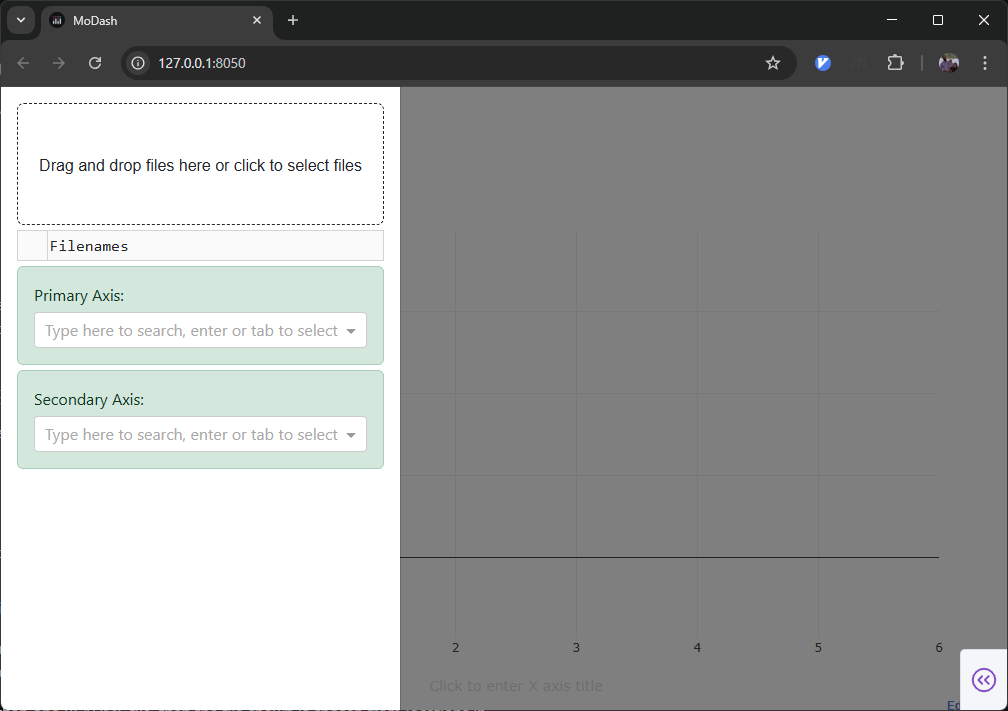 MoDash
127.0.0.1:8050
Drag and drop files here or click to select files
Filenames
Primary Axis:
Type here to search, enter or tab to select
Secondary Axis:
Type here to search, enter or tab to select
2 3 4 5 6
Click to enter X axis title